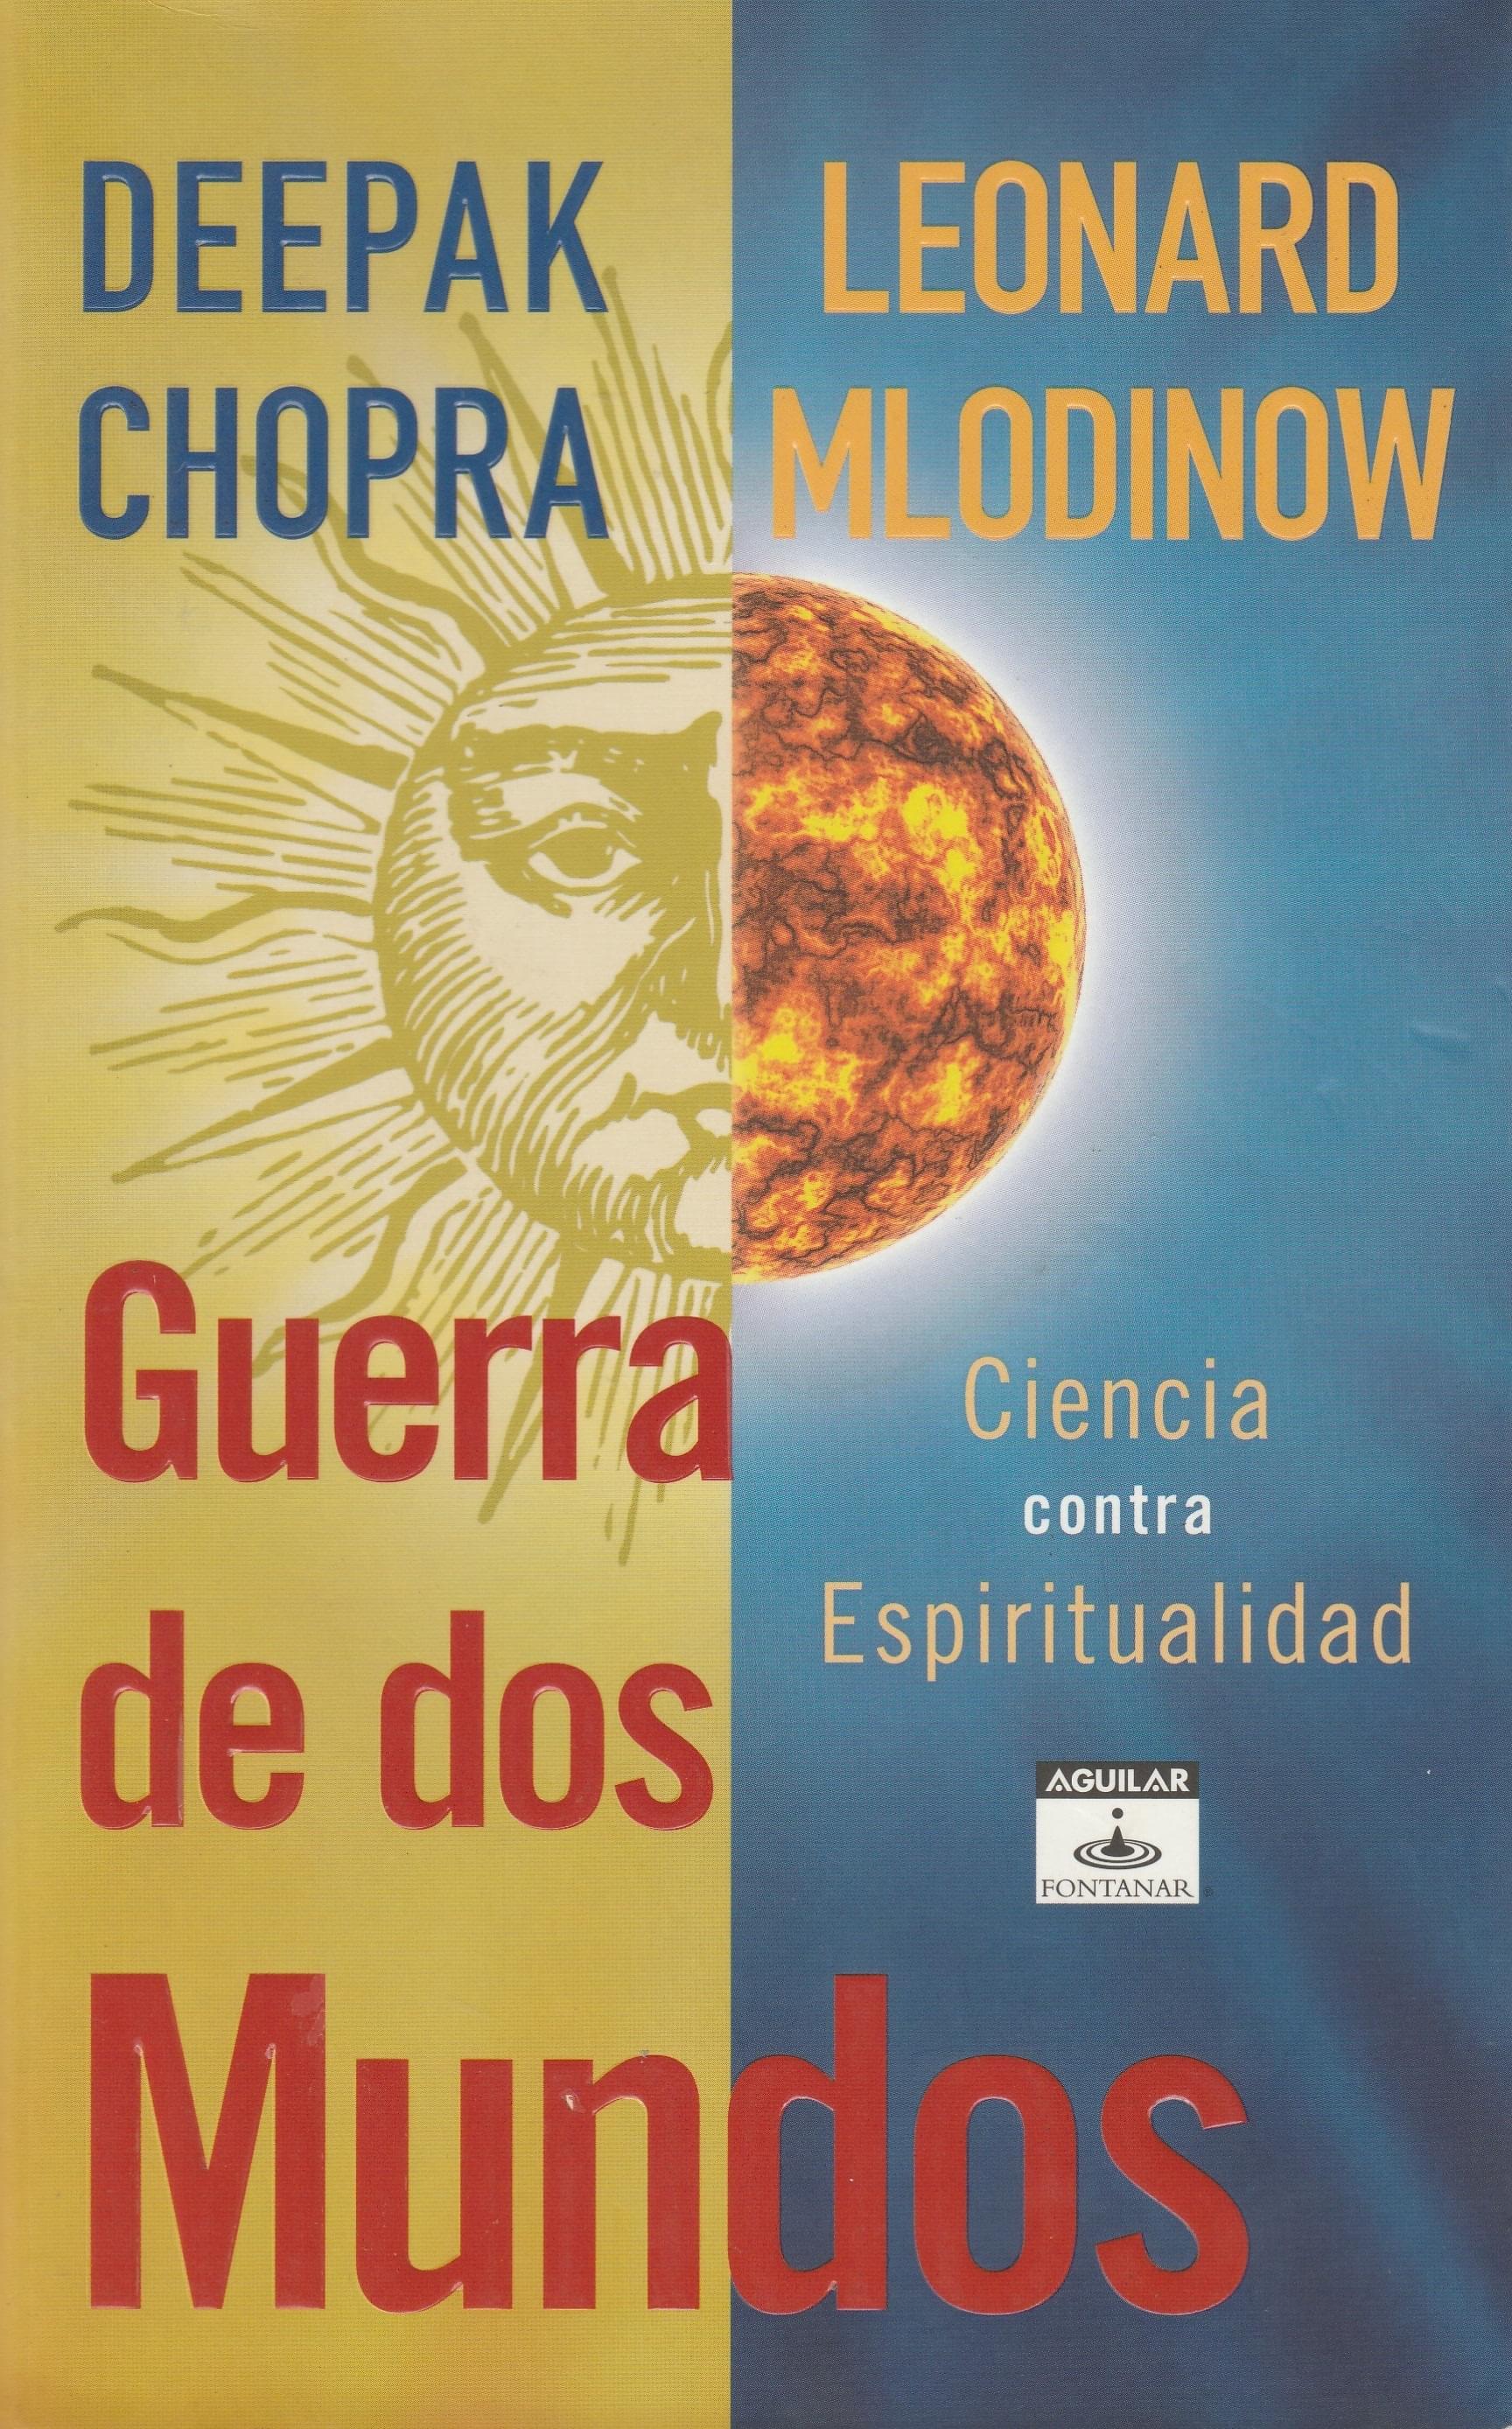 DEEPAK
CHOPRA
LEONARD
MLODINOW
Guerra
de dos
Mundos
Ciencia
contra
Espiritualidad
AGUILAR
FONTANAR